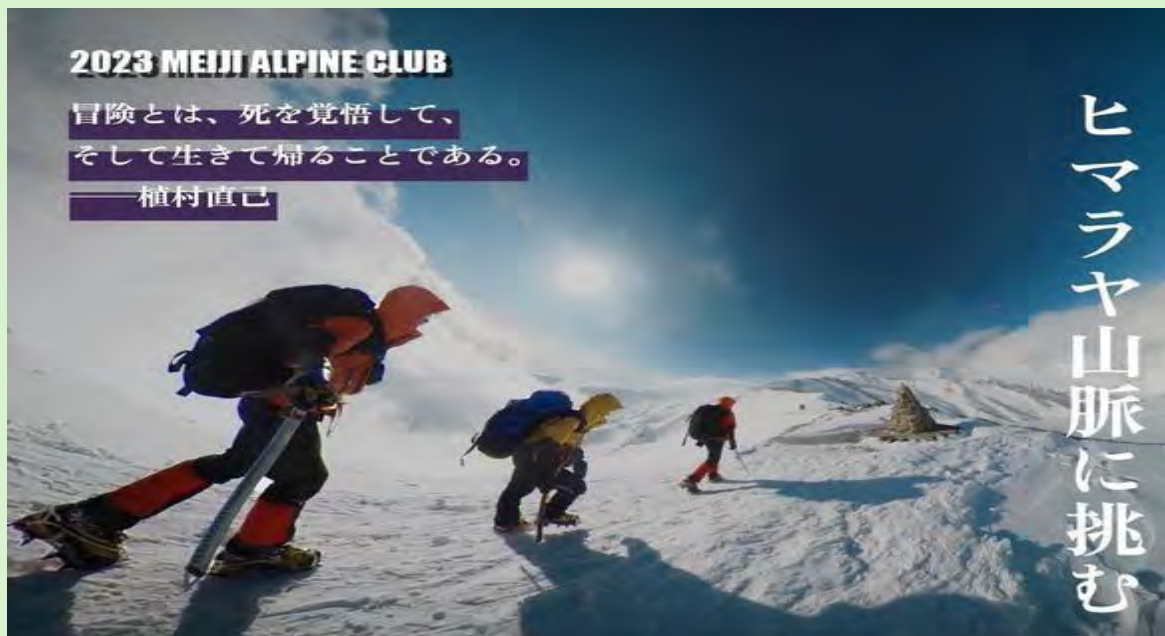 2023 MEIJI ALPINE CLUB
冒険とは、死を覚悟して、
そして生きて帰ることである。
──植村直己
ヒマラヤ山脈に挑む